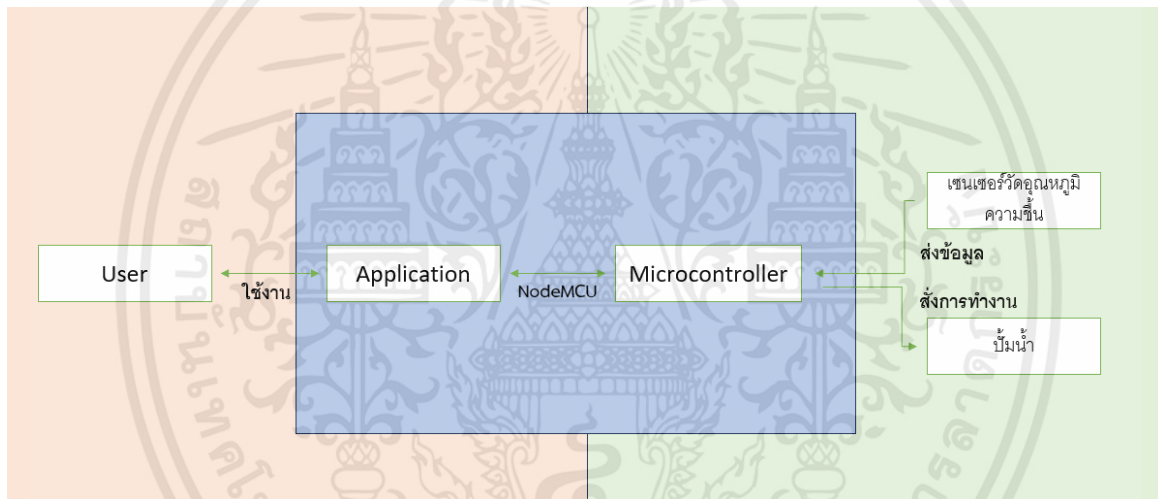 User
ใช้งาน
Application
NodeMCU
Microcontroller
เซนเซอร์วัดอุณหภูมิ
ความชื้น
ส่งข้อมูล
สั่งการทำงาน
ปั๊มน้ำ